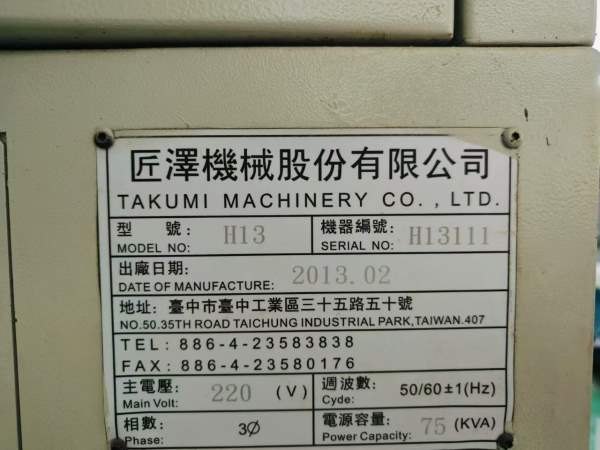 匠澤機械股份有限公司
TAKUMI MACHINERY CO. , LTD.
型 號: MODEL NO: H13 機器編號: SERIAL NO: H13111
出廠日期: DATE OF MANUFACTURE: 2013.02
地址: 臺中市臺中工業區三十五路五十號
NO.50.35TH ROAD TAICHUNG INDUSTRIAL PARK,TAIWAN.407
TEL: 886-4-23583838
FAX: 886-4-23580176
主電壓: Main Volt: 220 (V) 週波數: Cyde: 50/60±1(Hz)
相數: Phase: 3Ø 電源容量: Power Capacity: 75 (KVA)